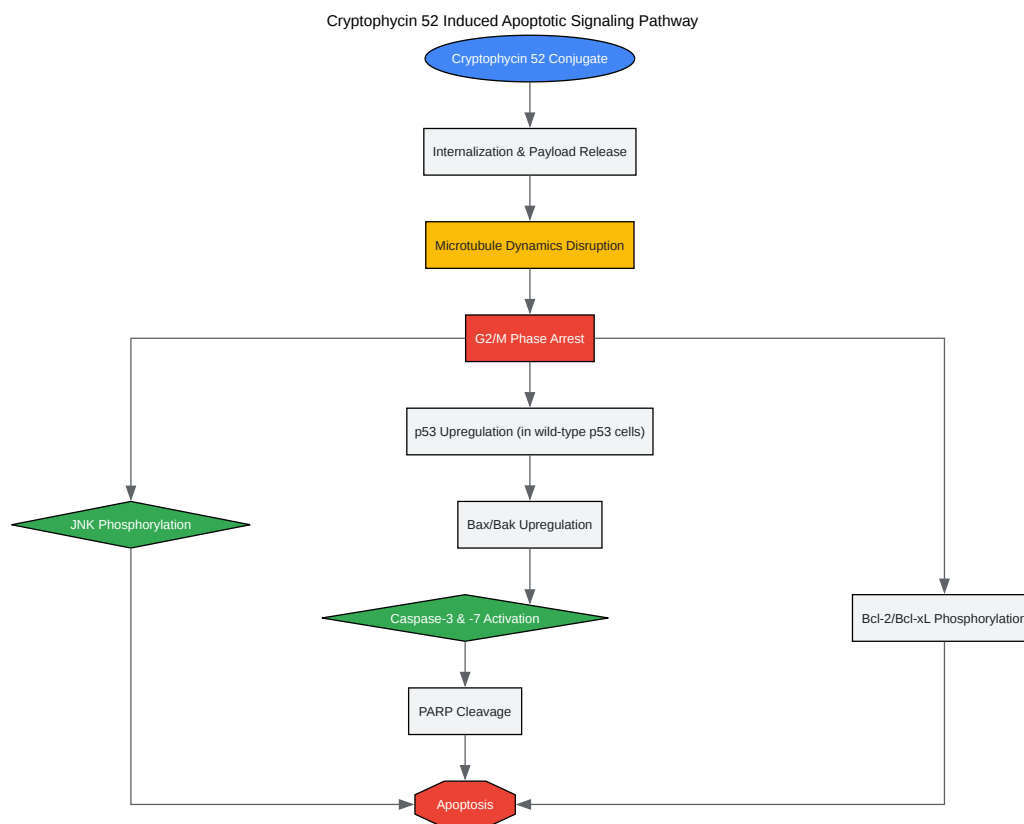 Cryptophycin 52 Induced Apoptotic Signaling Pathway
Cryptophycin 52 Conjugate
Internalization & Payload Release
Microtubule Dynamics Disruption
G2/M Phase Arrest
p53 Upregulation (in wild-type p53 cells)
JNK Phosphorylation
Bax/Bak Upregulation
Caspase-3 & -7 Activation
Bcl-2/Bcl-xL Phosphorylation
PARP Cleavage
Apoptosis